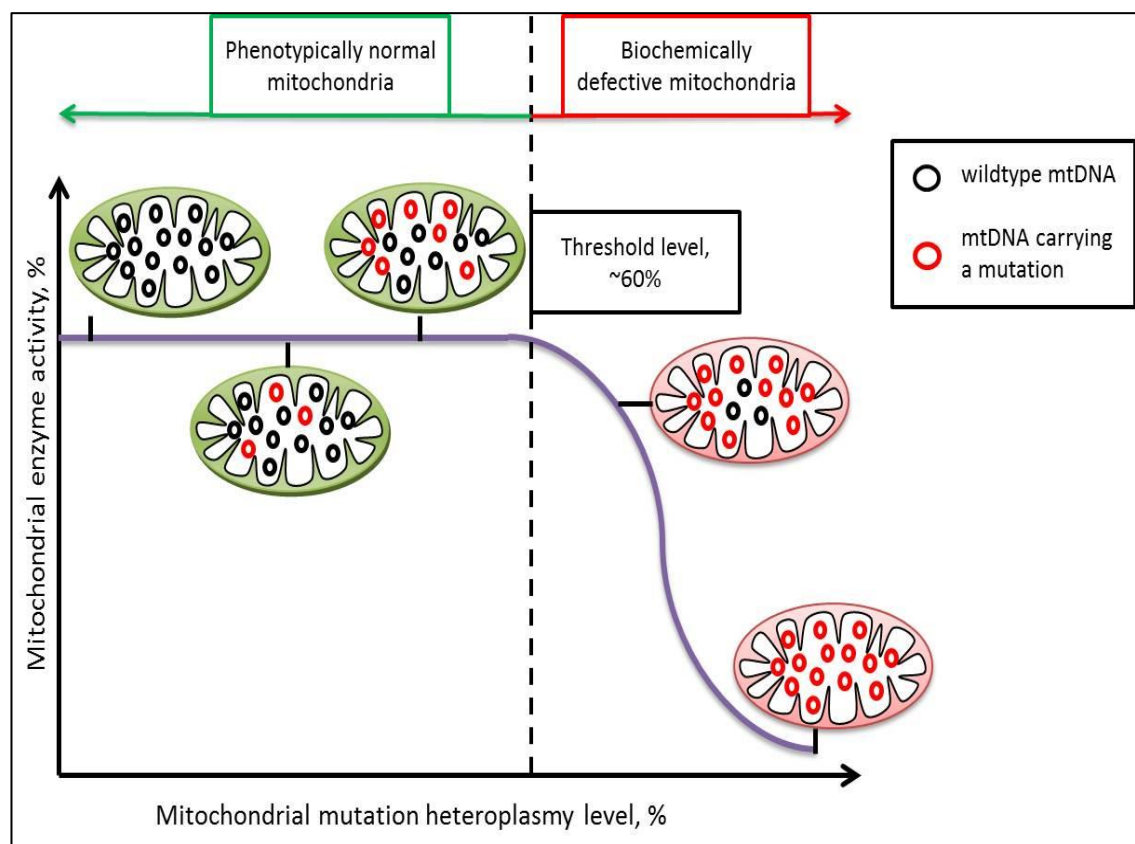 Phenotypically normal
mitochondria
Biochemically
defective mitochondria
wildtype mtDNA
mtDNA carrying
a mutation
Threshold level,
~60%
Mitochondrial enzyme activity, %
Mitochondrial mutation heteroplasmy level, %